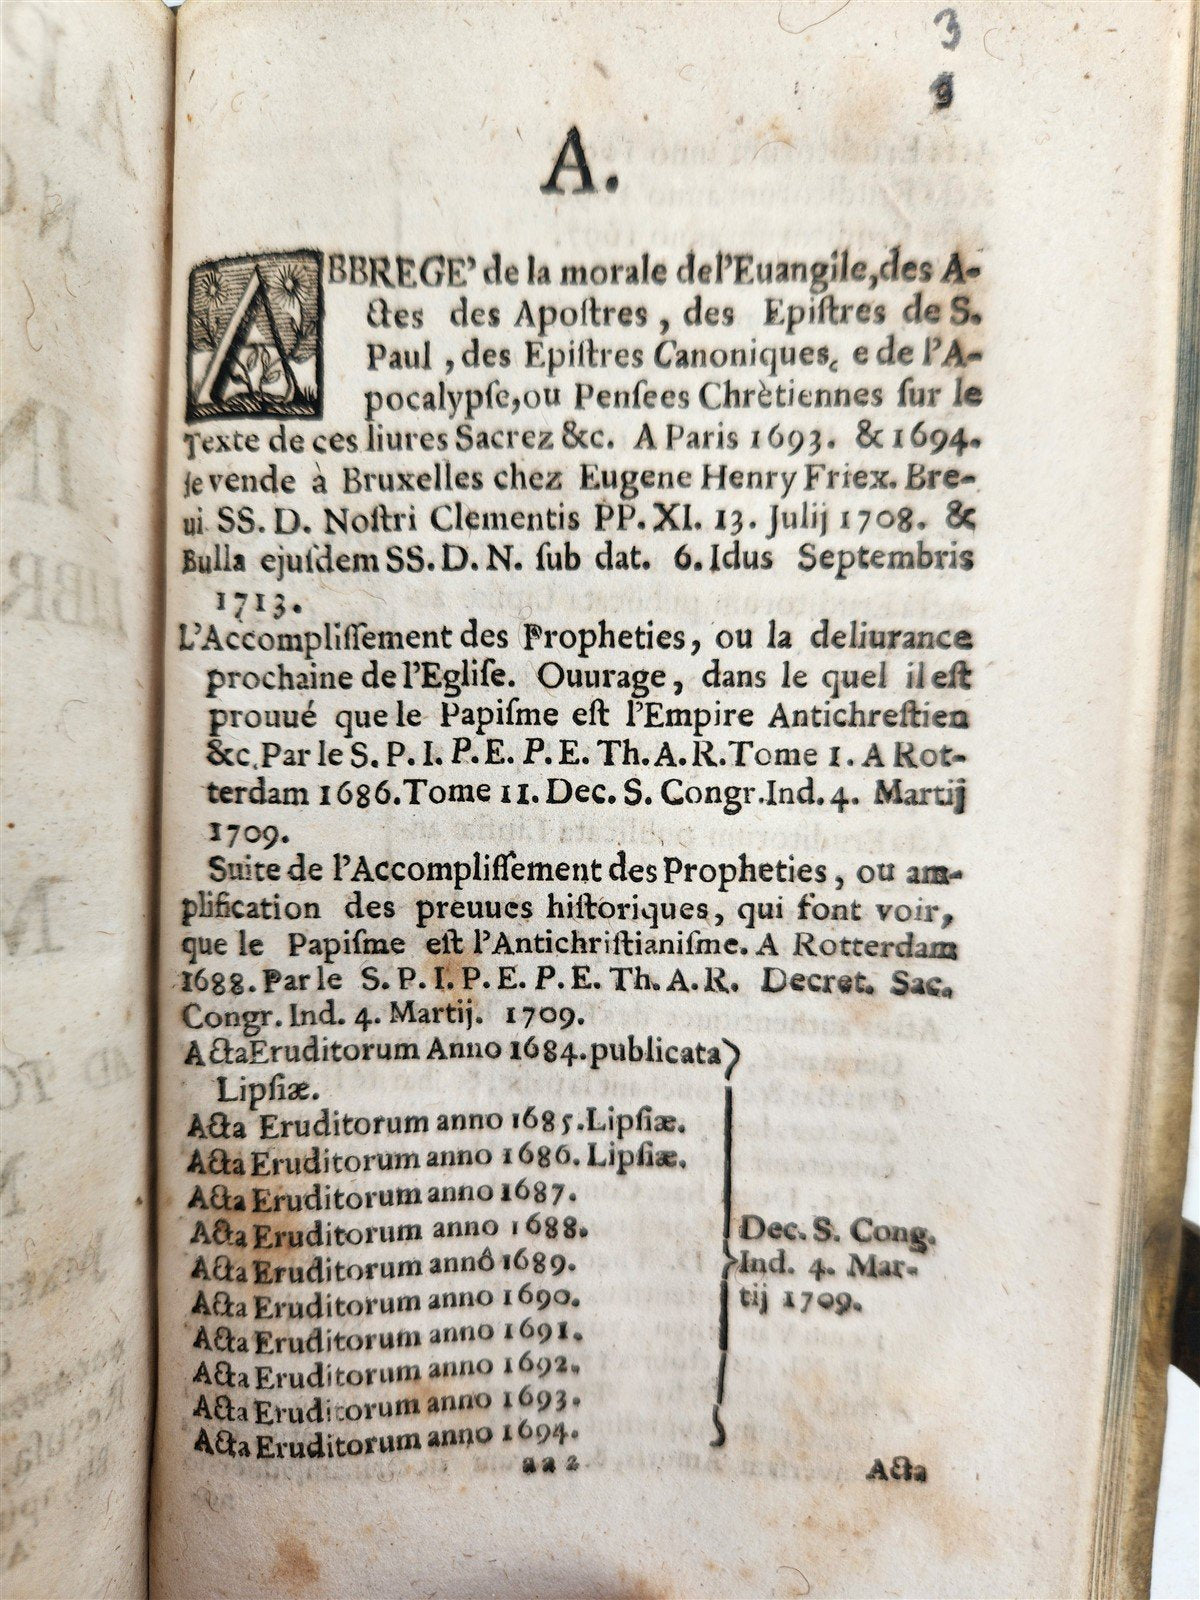 3
9
A.
ABBREGE' de la morale del'Euangile,des A-
ctes des Apoſtres , des Epiſtres de S.
Paul , des Epiſtres Canoniques, e de l'A-
pocalypſe,ou Penſees Chrètiennes ſur le
Texte de ces liures Sacrez &c. A Paris 1693. & 1694.
ſe vende à Bruxelles chez Eugene Henry Friex. Bre-
ui SS. D. Noſtri Clementis PP. XI. 13. Julij 1708. &
Bulla ejuſdem SS. D. N. ſub dat. 6. Idus Septembris
1713.
L'Accompliſſement des Propheties, ou la deliurance
prochaine de l'Egliſe. Ouurage, dans le quel il eſt
prouué que le Papiſme eſt l'Empire Antichreſtien
&c. Par le S. P. I. P. E. P. E. Th. A. R. Tome I. A Rot-
terdam 1686. Tome II. Dec. S. Congr. Ind. 4. Martij
1709.
Suite de l'Accompliſſement des Propheties, ou am-
plification des preuues hiſtoriques, qui font voir,
que le Papiſme eſt l'Antichriſtianiſme. A Rotterdam
1688. Par le S. P. I. P. E. P. E. Th. A. R. Decret. Sac.
Congr. Ind. 4. Martij. 1709.
Acta Eruditorum Anno 1684. publicata
Lipſiæ.
Acta Eruditorum anno 1685. Lipſiæ.
Acta Eruditorum anno 1686. Lipſiæ.
Acta Eruditorum anno 1687.
Acta Eruditorum anno 1688.
Acta Eruditorum annô 1689.
Acta Eruditorum anno 1690.
Acta Eruditorum anno 1691.
Acta Eruditorum anno 1692.
Acta Eruditorum anno 1693.
Acta Eruditorum anno 1694.
Dec. S. Cong.
Ind. 4. Mar-
tij 1709.
a a 2 Acta